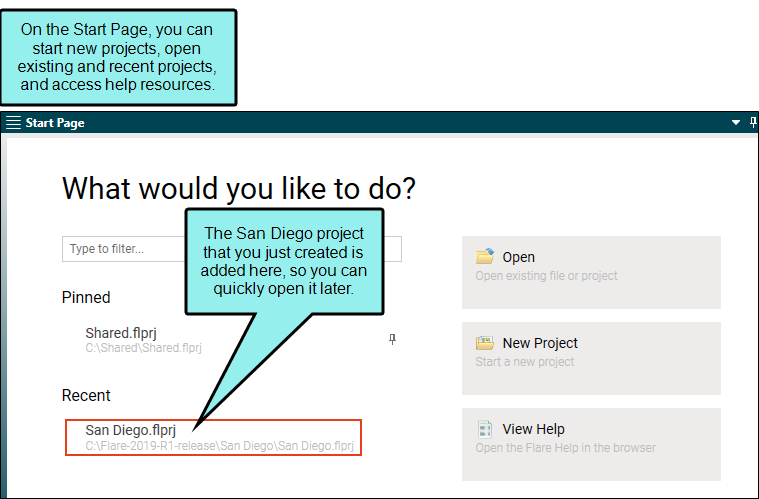 On the Start Page, you can
start new projects, open
existing and recent projects,
and access help resources.
Start Page
What would you like to do?
Type to filter...
The San Diego project
that you just created is
added here, so you can
quickly open it later.
Pinned
Shared.flprj
C:\Shared\Shared.flprj
Recent
San Diego.flprj
C:\Flare-2019-R1-release\San Diego\San Diego.flprj
Open
Open existing file or project
New Project
Start a new project
View Help
Open the Flare Help in the browser